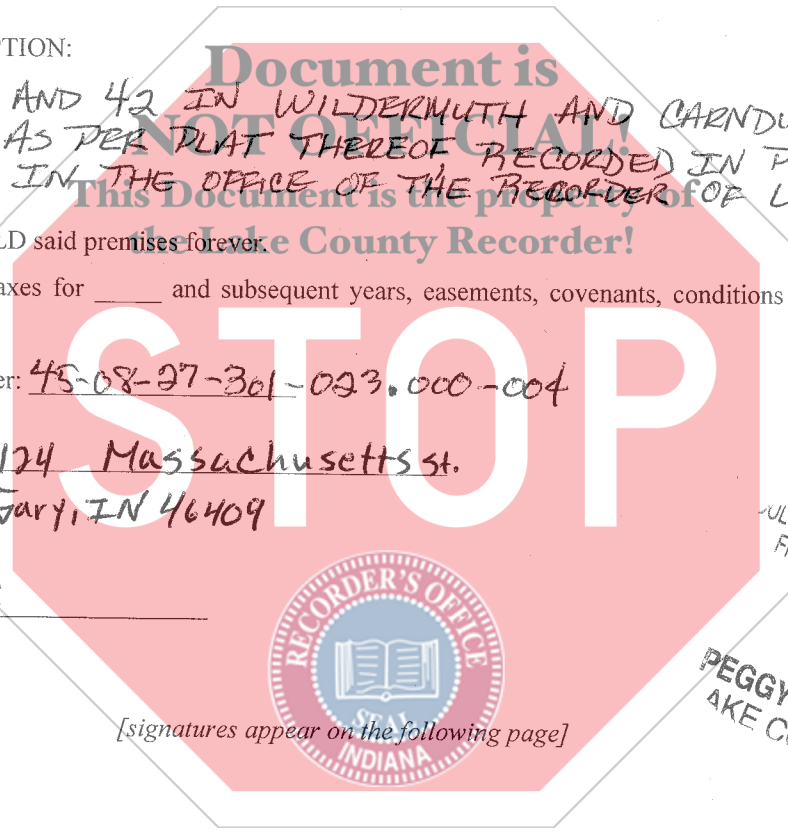 PTION:
Document is
AND 42 IN WILDERMUTH AND CARNDU
NOT OFFICIAL!
AS PER PLAT THEREOF, RECORDED IN P
IN THE OFFICE OF THE RECORDER OF L
This Document is the property of
the Lake County Recorder!
LD said premises forever.
axes for _____ and subsequent years, easements, covenants, conditions
STOP
er: 45-08-27-301-023.000-004
124 Massachusetts st.
Gary, IN 46409
RECORDER'S OFFICE
SEAL
INDIANA
PEGGY
AKE CO
[signatures appear on the following page]